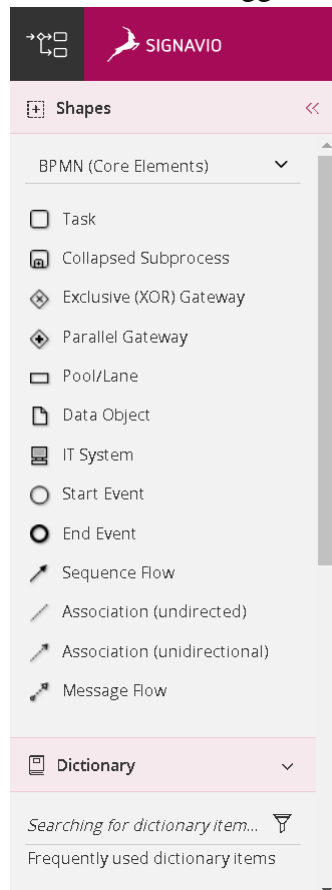 SIGNAVIO
Shapes
BPMN (Core Elements)
Task
Collapsed Subprocess
Exclusive (XOR) Gateway
Parallel Gateway
Pool/Lane
Data Object
IT System
Start Event
End Event
Sequence Flow
Association (undirected)
Association (unidirectional)
Message Flow
Dictionary
Searching for dictionary item...
Frequently used dictionary items